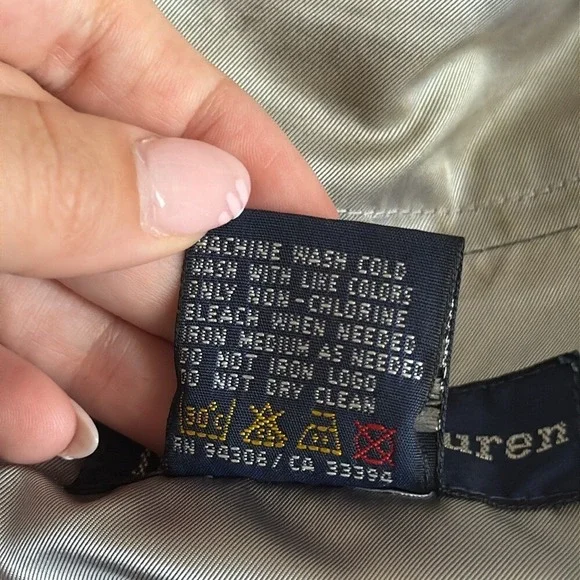 MACHINE WASH COLD
WASH WITH LIKE COLORS
ONLY NON-CHLORINE
BLEACH WHEN NEEDED
IRON MEDIUM AS NEEDED
DO NOT IRON LOGO
DO NOT DRY CLEAN
30°C
RN 94306/CA 33394
uren